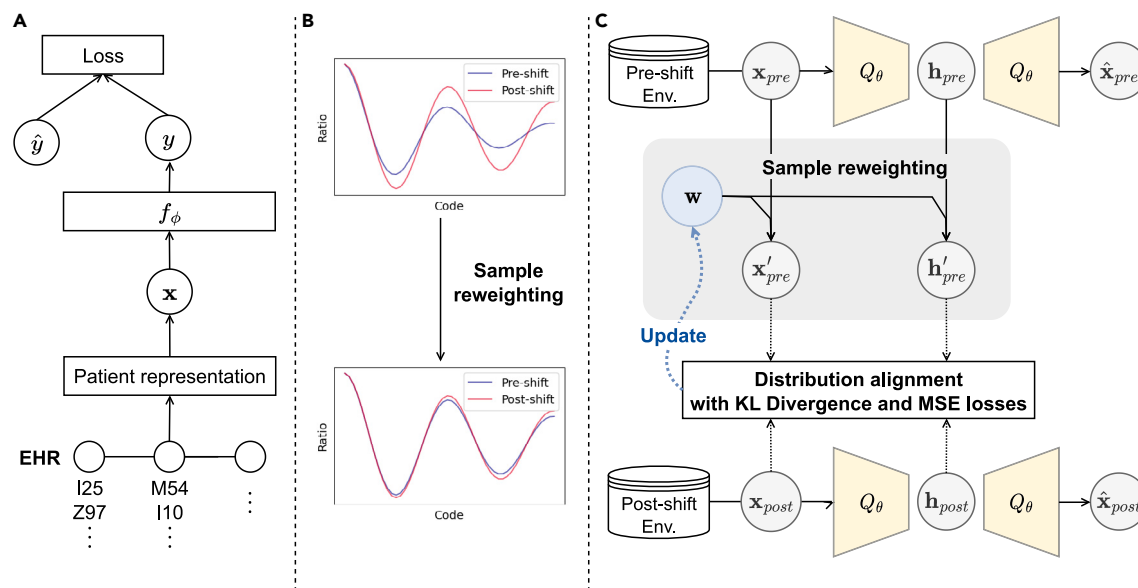 A
Loss
ŷ
y
f_ϕ
x
Patient representation
EHR
I25
M54
⋮
Z97
I10
⋮
⋮
B
Pre-shift
Post-shift
Ratio
Code
Sample
reweighting
Pre-shift
Post-shift
Ratio
Code
C
Pre-shift
Env.
x_pre
Q_θ
h_pre
Q_θ
x̂_pre
Sample reweighting
w
x'_pre
h'_pre
Update
Distribution alignment
with KL Divergence and MSE losses
Post-shift
Env.
x_post
Q_θ
h_post
Q_θ
x̂_post